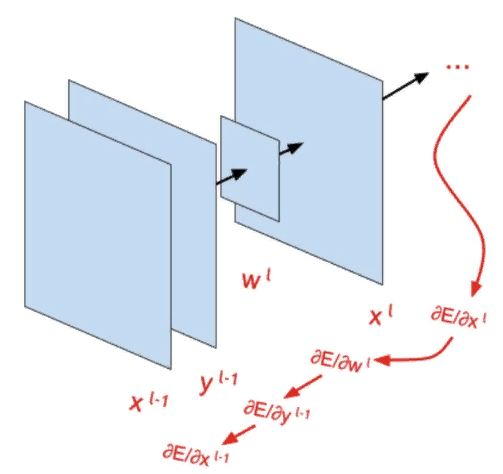 ...
w^l
x^l
∂E/∂x^l
∂E/∂w^l
y^{l-1}
x^{l-1}
∂E/∂y^{l-1}
∂E/∂x^{l-1}